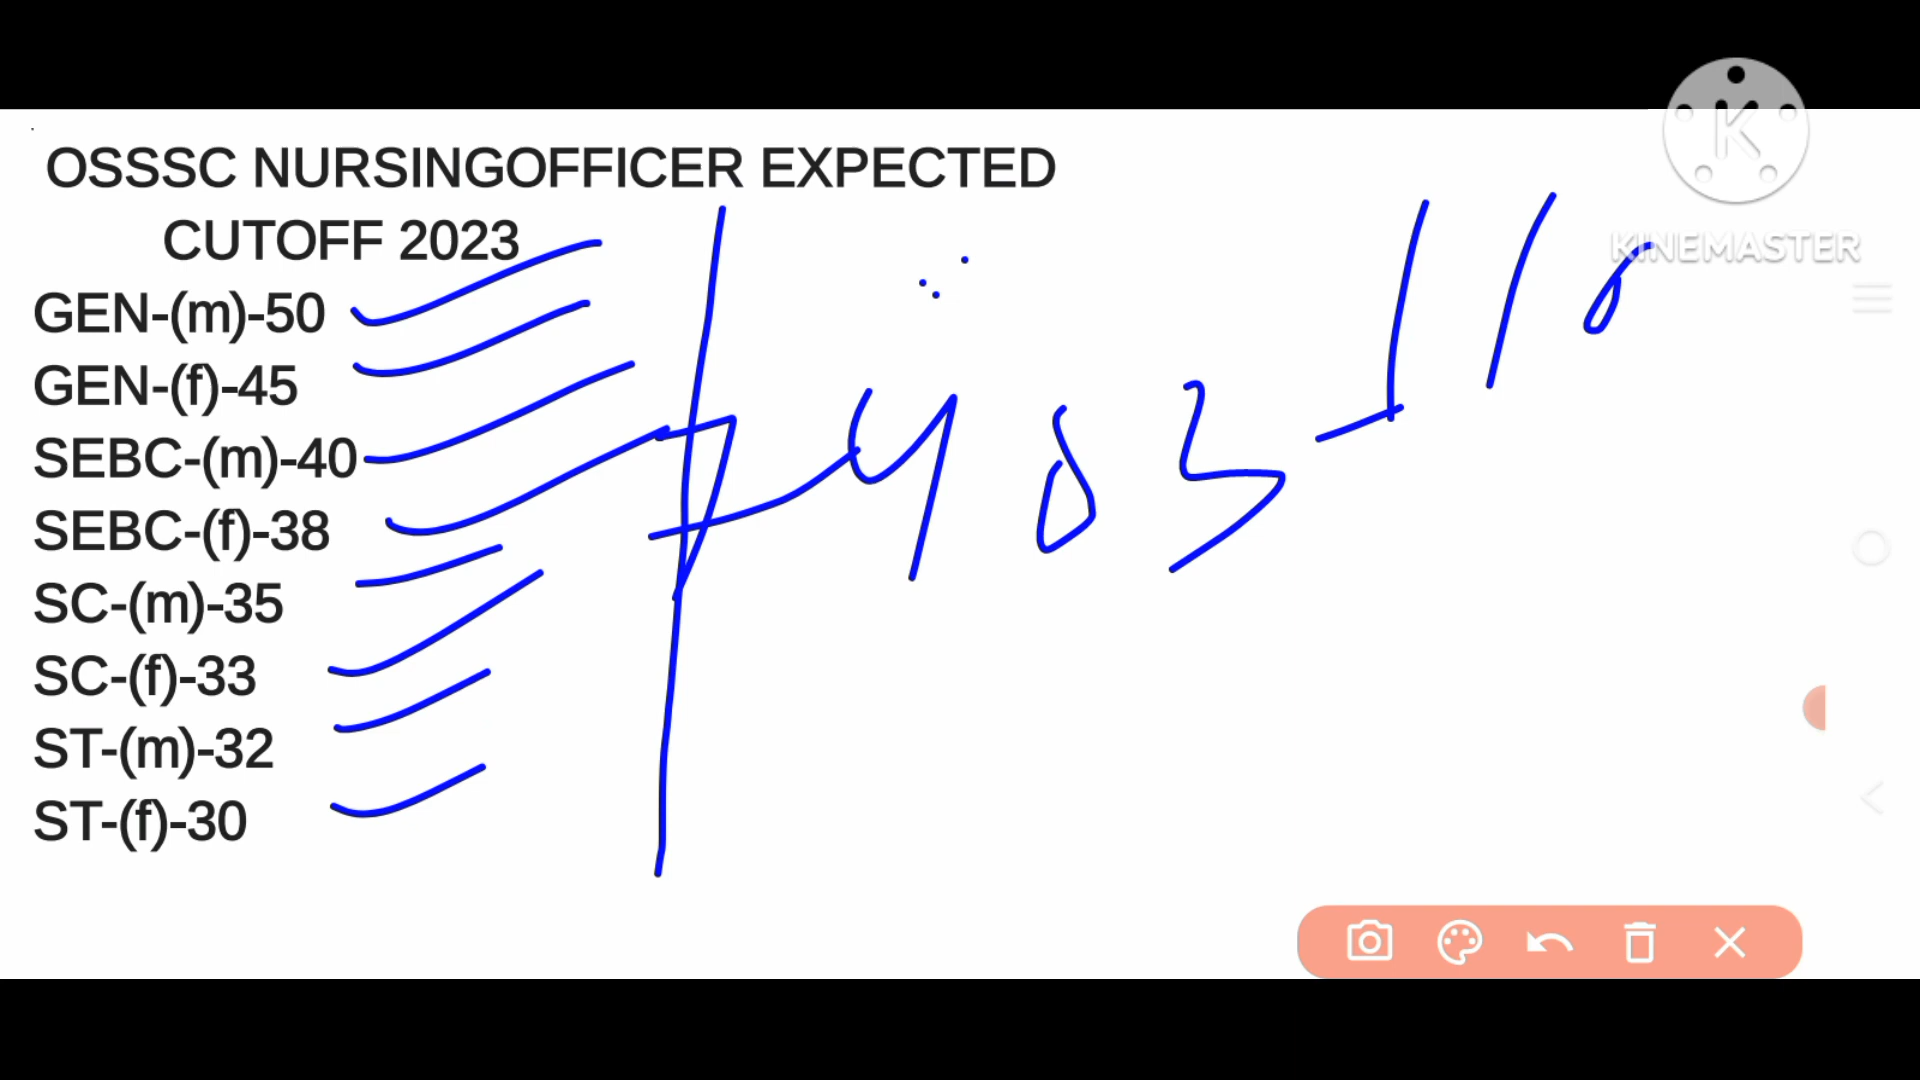 OSSSC NURSINGOFFICER EXPECTED
CUTOFF 2023
GEN-(m)-50
GEN-(f)-45
SEBC-(m)-40
SEBC-(f)-38
SC-(m)-35
SC-(f)-33
ST-(m)-32
ST-(f)-30
7403
KINEMASTER